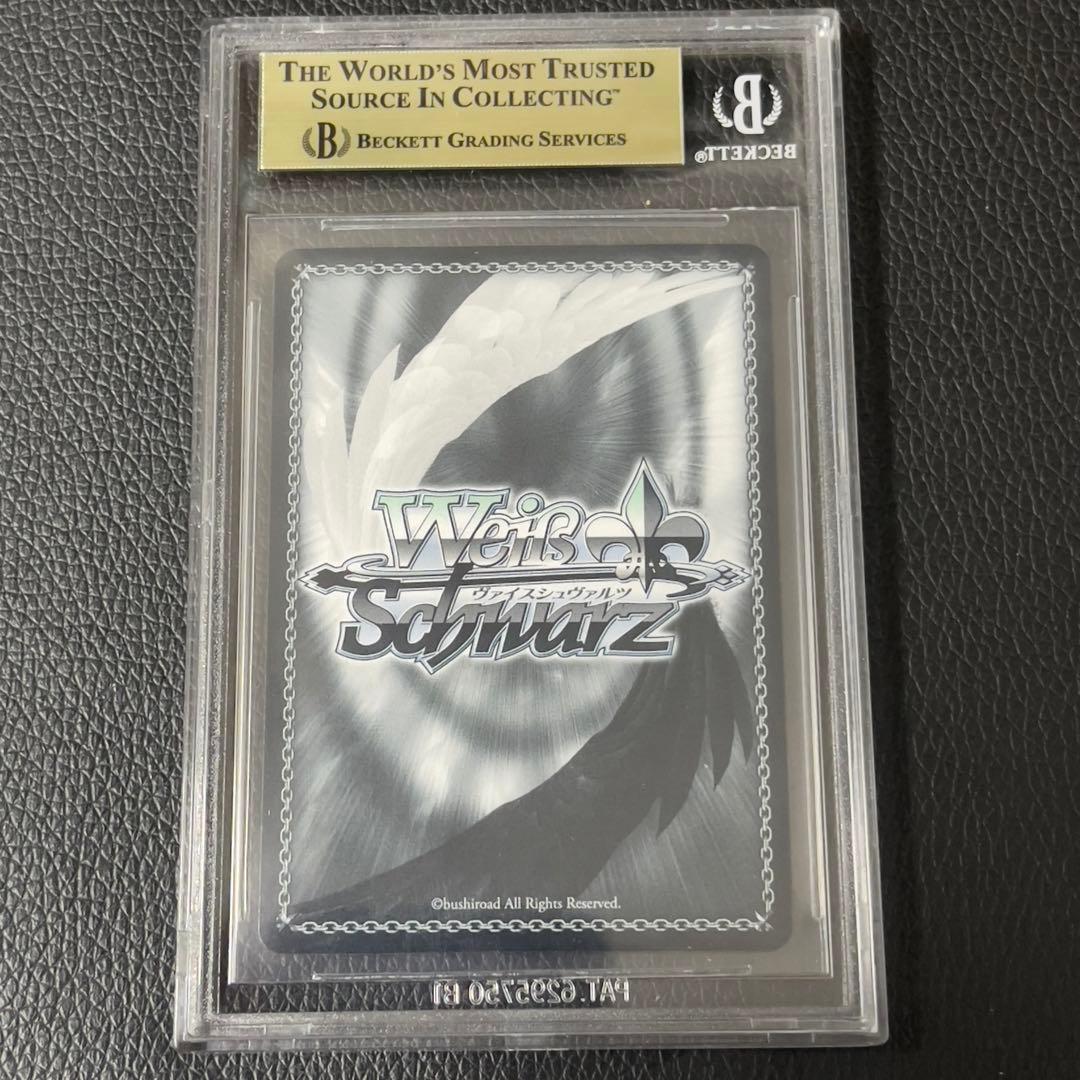 THE WORLD'S MOST TRUSTED
SOURCE IN COLLECTING™
B BECKETT GRADING SERVICES
B
BECKETT®
Weiß
ヴァイスシュヴァルツ
Schwarz
©bushiroad All Rights Reserved.
PAT. 6295750 B1